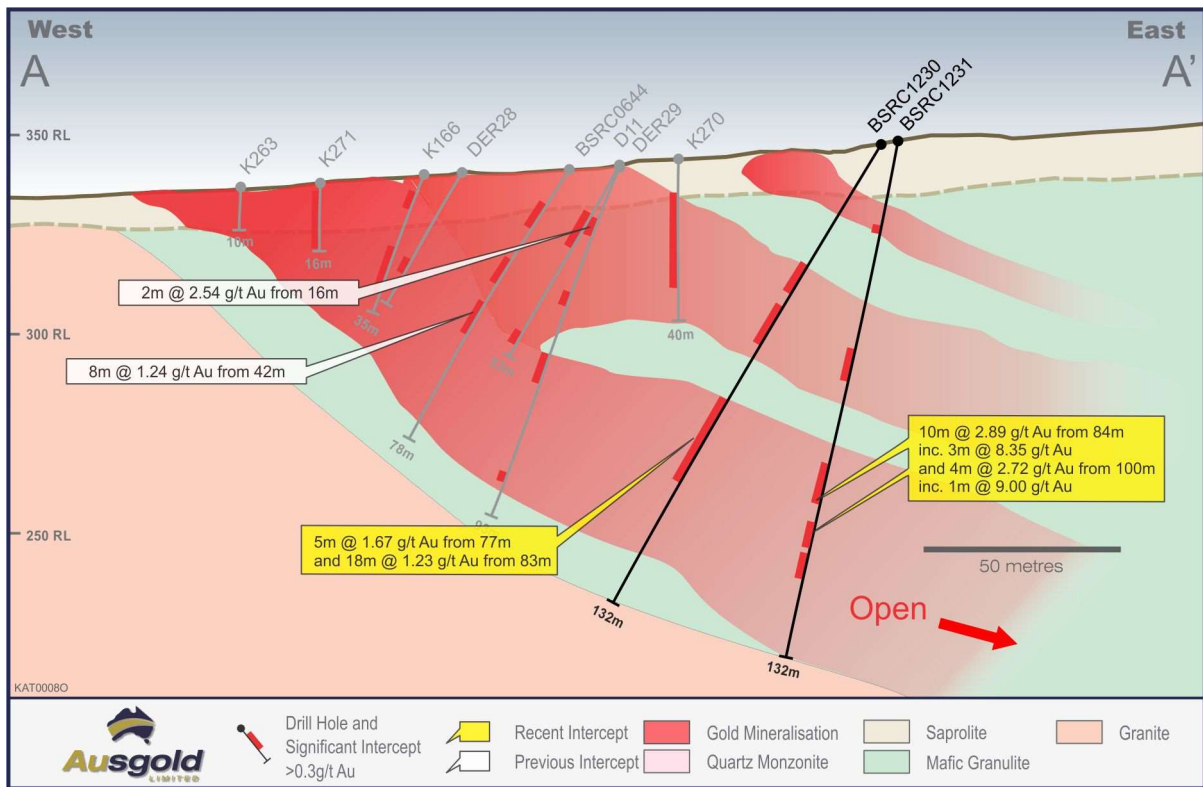 West
East
A
A'
K263
K271
K166
DER28
BSRC0644
D11
DER29
K270
BSRC1230
BSRC1231
350 RL
300 RL
250 RL
10m
16m
35m
40m
78m
132m
132m
2m @ 2.54 g/t Au from 16m
8m @ 1.24 g/t Au from 42m
5m @ 1.67 g/t Au from 77m
and 18m @ 1.23 g/t Au from 83m
10m @ 2.89 g/t Au from 84m
inc. 3m @ 8.35 g/t Au
and 4m @ 2.72 g/t Au from 100m
inc. 1m @ 9.00 g/t Au
50 metres
Open
KAT0008O
Ausgold
LIMITED
Drill Hole and
Significant Intercept
>0.3g/t Au
Recent Intercept
Previous Intercept
Gold Mineralisation
Quartz Monzonite
Saprolite
Mafic Granulite
Granite